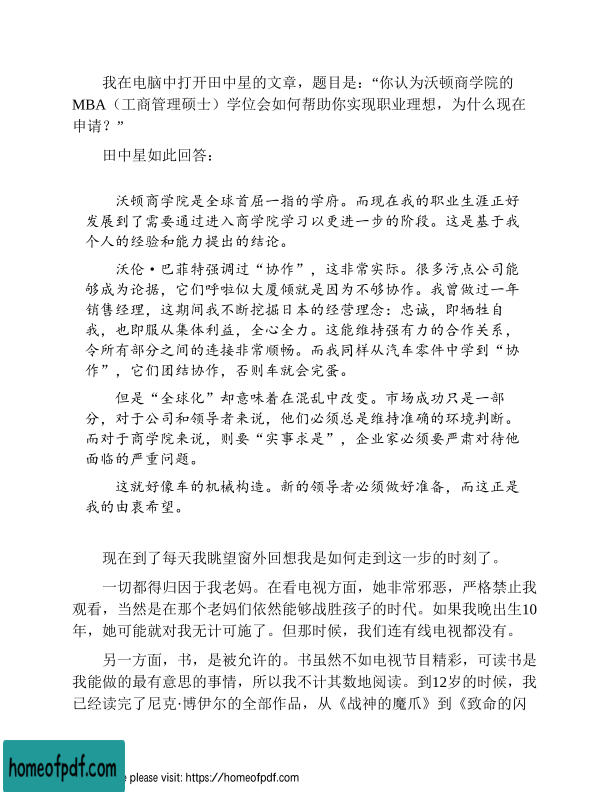 我在电脑中打开田中星的文章，题目是：“你认为沃顿商学院的
MBA（工商管理硕士）学位会如何帮助你实现职业理想，为什么现在
申请？”
田中星如此回答：
沃顿商学院是全球首屈一指的学府。而现在我的职业生涯正好
发展到了需要通过进入商学院学习以更进一步的阶段。这是基于我
个人的经验和能力提出的结论。
沃伦·巴菲特强调过“协作”，这非常实际。很多污点公司能
够成为论据，它们呼啦似大厦倾就是因为不够协作。我曾做过一年
销售经理，这期间我不断挖掘日本的经营理念：忠诚，即牺牲自
我，也即服从集体利益，全心全力。这能维持强有力的合作关系，
令所有部分之间的连接非常顺畅。而我同样从汽车零件中学到“协
作”，它们团结协作，否则车就会完蛋。
但是“全球化”却意味着在混乱中改变。市场成功只是一部
分，对于公司和领导者来说，他们必须总是维持准确的环境判断。
而对于商学院来说，则要“实事求是”，企业家必须要严肃对待他
面临的严重问题。
这就好像车的机械构造。新的领导者必须做好准备，而这正是
我的由衷希望。
现在到了每天我眺望窗外回想我是如何走到这一步的时刻了。
一切都得归因于我老妈。在看电视方面，她非常邪恶，严格禁止我
观看，当然是在那个老妈们依然能够战胜孩子的时代。如果我晚出生10
年，她可能就对我无计可施了。但那时候，我们连有线电视都没有。
另一方面，书，是被允许的。书虽然不如电视节目精彩，可读书是
我能做的最有意思的事情，所以我不计其数地阅读。到12岁的时候，我
已经读完了尼克·博伊尔的全部作品，从《战神的魔爪》到《致命的闪
homeofpdf.com
e please visit: https://homeofpdf.com